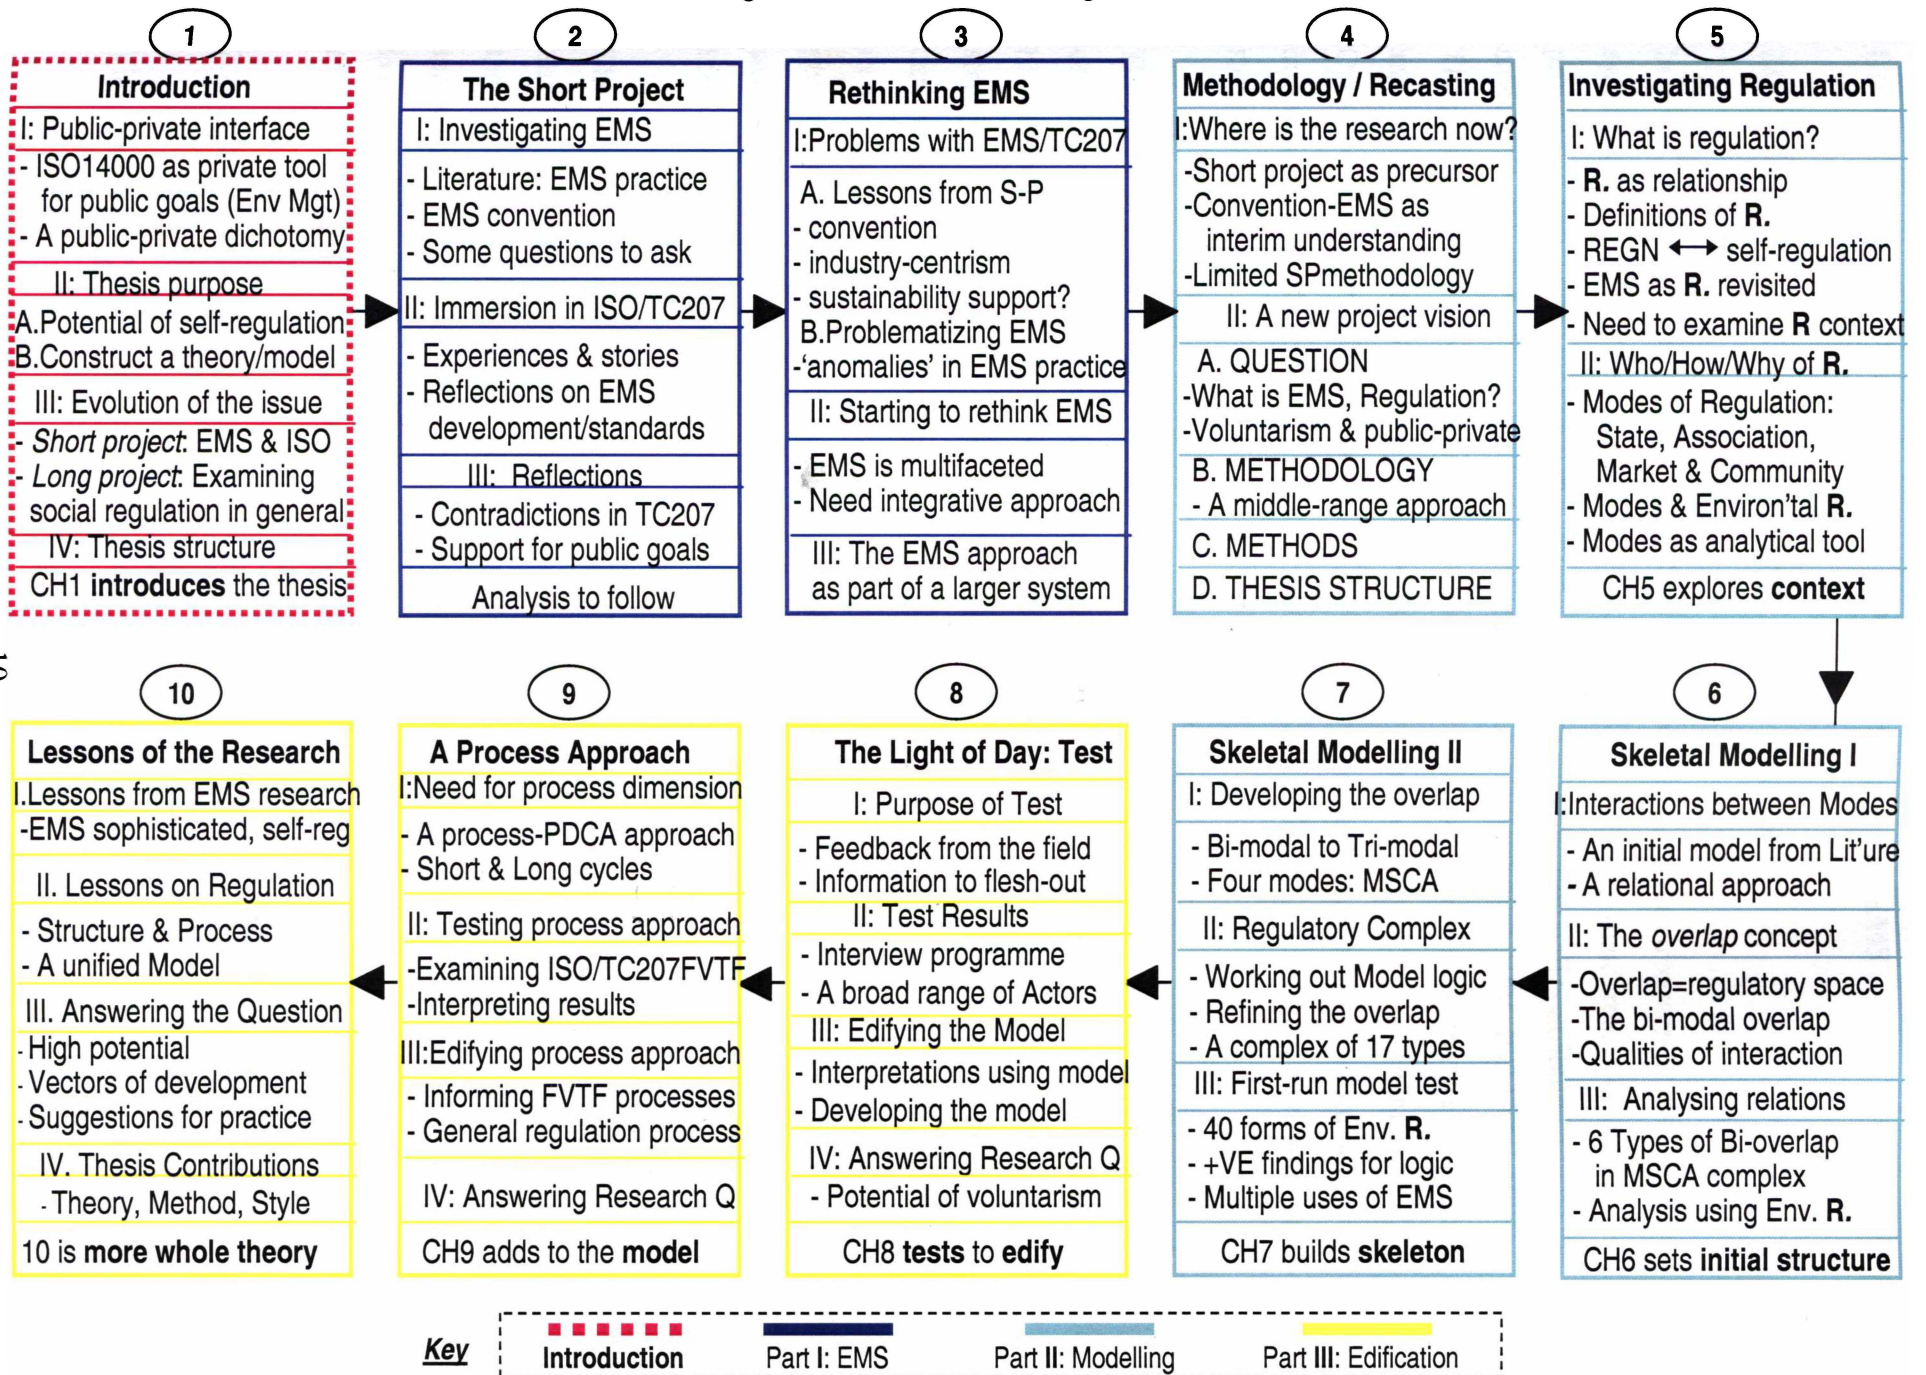 1
Introduction
I: Public-private interface
- ISO14000 as private tool
for public goals (Env Mgt)
- A public-private dichotomy
II: Thesis purpose
A.Potential of self-regulation
B.Construct a theory/model
III: Evolution of the issue
- Short project: EMS & ISO
- Long project: Examining
social regulation in general
IV: Thesis structure
CH1 introduces the thesis
2
The Short Project
I: Investigating EMS
- Literature: EMS practice
- EMS convention
- Some questions to ask
II: Immersion in ISO/TC207
- Experiences & stories
- Reflections on EMS
development/standards
III: Reflections
- Contradictions in TC207
- Support for public goals
Analysis to follow
3
Rethinking EMS
I:Problems with EMS/TC207
A. Lessons from S-P
- convention
- industry-centrism
- sustainability support?
B.Problematizing EMS
-'anomalies' in EMS practice
II: Starting to rethink EMS
- EMS is multifaceted
- Need integrative approach
III: The EMS approach
as part of a larger system
4
Methodology / Recasting
I:Where is the research now?
-Short project as precursor
-Convention-EMS as
interim understanding
-Limited SPmethodology
II: A new project vision
A. QUESTION
-What is EMS, Regulation?
-Voluntarism & public-private
B. METHODOLOGY
- A middle-range approach
C. METHODS
D. THESIS STRUCTURE
5
Investigating Regulation
I: What is regulation?
- R. as relationship
- Definitions of R.
- REGN ↔ self-regulation
- EMS as R. revisited
- Need to examine R context
II: Who/How/Why of R.
- Modes of Regulation:
State, Association,
Market & Community
- Modes & Environ'tal R.
- Modes as analytical tool
CH5 explores context
10
Lessons of the Research
I.Lessons from EMS research
-EMS sophisticated, self-reg
II. Lessons on Regulation
- Structure & Process
- A unified Model
III. Answering the Question
- High potential
- Vectors of development
- Suggestions for practice
IV. Thesis Contributions
- Theory, Method, Style
10 is more whole theory
9
A Process Approach
I:Need for process dimension
- A process-PDCA approach
- Short & Long cycles
II: Testing process approach
-Examining ISO/TC207FVTF
-Interpreting results
III:Edifying process approach
- Informing FVTF processes
- General regulation process
IV: Answering Research Q
CH9 adds to the model
8
The Light of Day: Test
I: Purpose of Test
- Feedback from the field
- Information to flesh-out
II: Test Results
- Interview programme
- A broad range of Actors
III: Edifying the Model
- Interpretations using model
- Developing the model
IV: Answering Research Q
- Potential of voluntarism
CH8 tests to edify
7
Skeletal Modelling II
I: Developing the overlap
- Bi-modal to Tri-modal
- Four modes: MSCA
II: Regulatory Complex
- Working out Model logic
- Refining the overlap
- A complex of 17 types
III: First-run model test
- 40 forms of Env. R.
- +VE findings for logic
- Multiple uses of EMS
CH7 builds skeleton
6
Skeletal Modelling I
I:Interactions between Modes
- An initial model from Lit'ure
- A relational approach
II: The overlap concept
-Overlap=regulatory space
-The bi-modal overlap
-Qualities of interaction
III: Analysing relations
- 6 Types of Bi-overlap
in MSCA complex
- Analysis using Env. R.
CH6 sets initial structure
Key
Introduction
Part I: EMS
Part II: Modelling
Part III: Edification